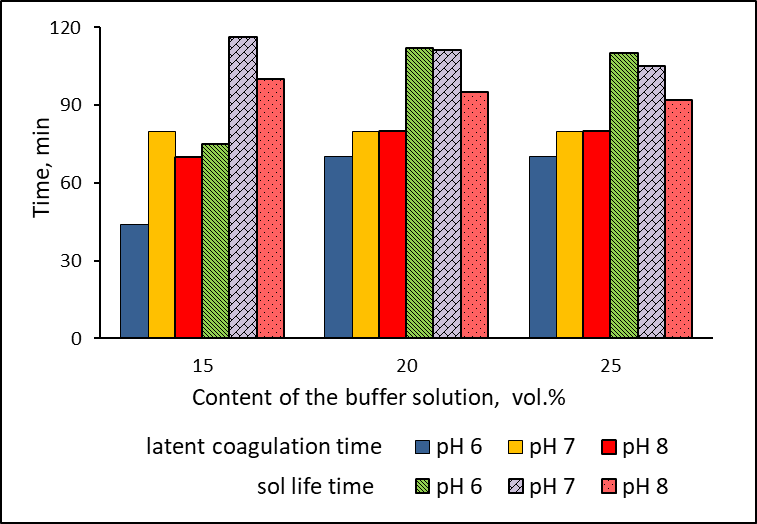 120
90
60
30
0
Time, min
15 20 25
Content of the buffer solution, vol.%
latent coagulation time pH 6 pH 7 pH 8
sol life time pH 6 pH 7 pH 8